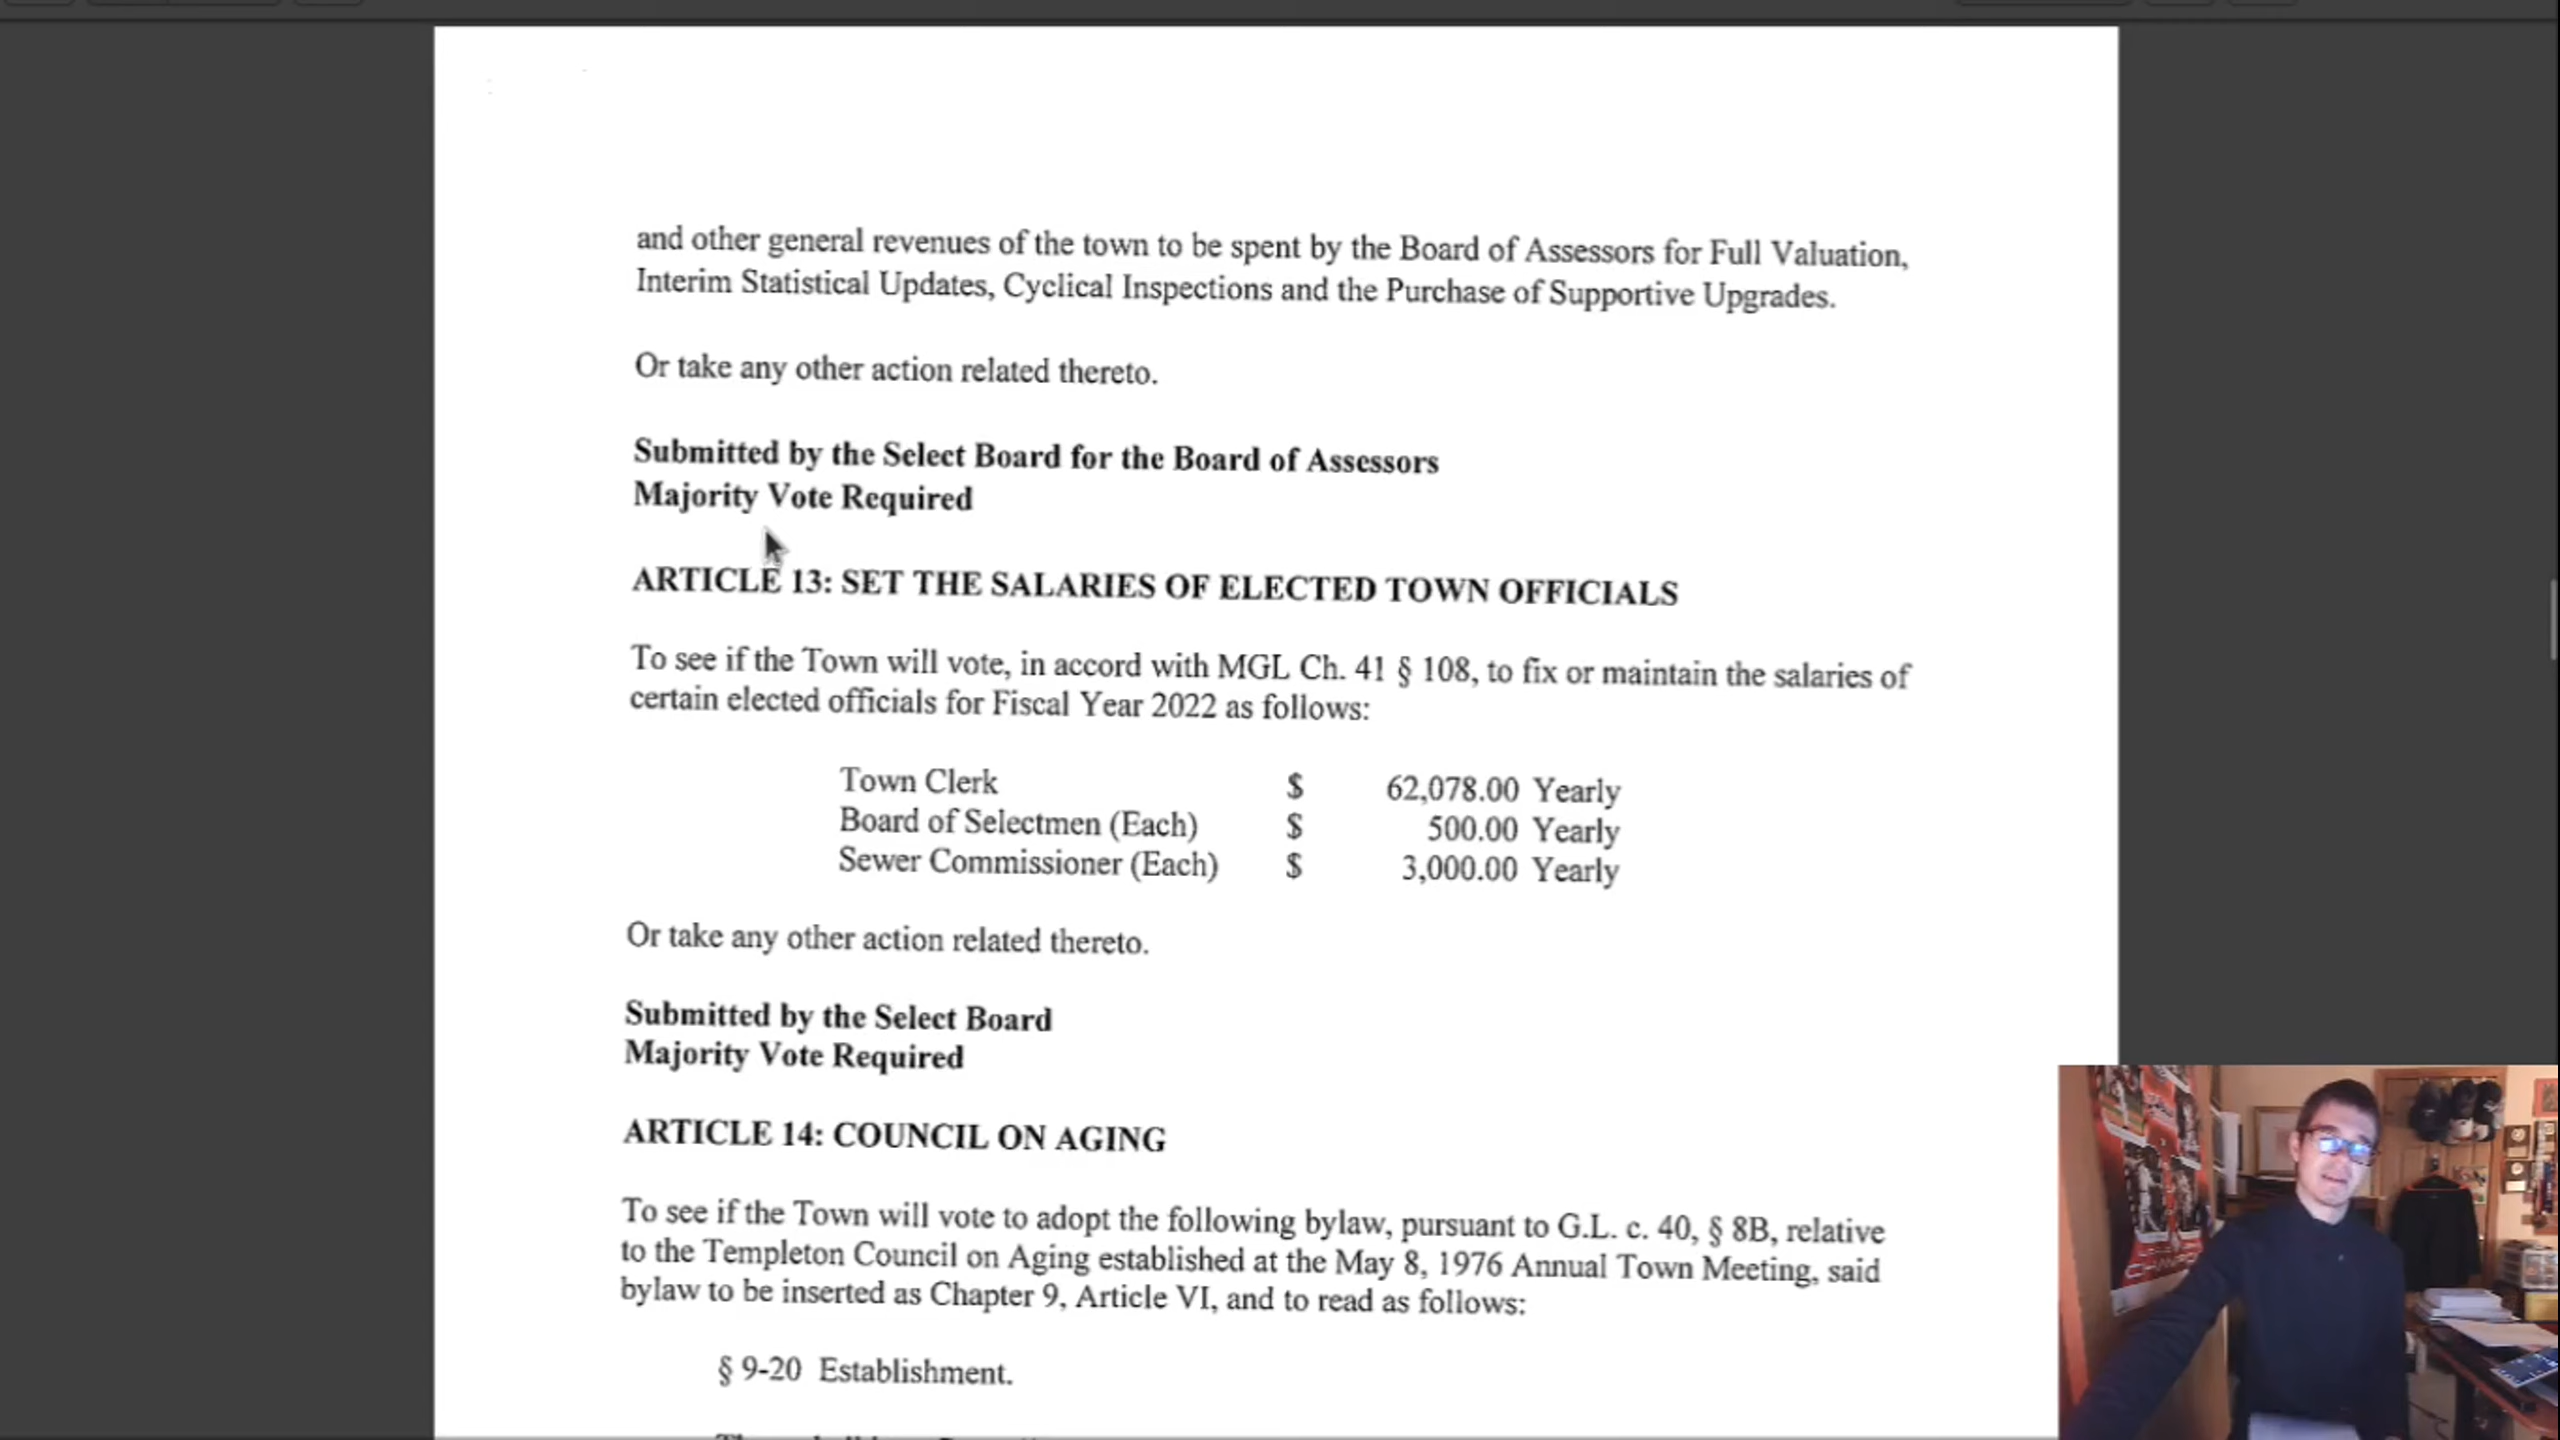 and other general revenues of the town to be spent by the Board of Assessors for Full Valuation,
Interim Statistical Updates, Cyclical Inspections and the Purchase of Supportive Upgrades.
Or take any other action related thereto.
Submitted by the Select Board for the Board of Assessors
Majority Vote Required
ARTICLE 13: SET THE SALARIES OF ELECTED TOWN OFFICIALS
To see if the Town will vote, in accord with MGL Ch. 41 § 108, to fix or maintain the salaries of
certain elected officials for Fiscal Year 2022 as follows:
Town Clerk $ 62,078.00 Yearly
Board of Selectmen (Each) $ 500.00 Yearly
Sewer Commissioner (Each) $ 3,000.00 Yearly
Or take any other action related thereto.
Submitted by the Select Board
Majority Vote Required
ARTICLE 14: COUNCIL ON AGING
To see if the Town will vote to adopt the following bylaw, pursuant to G.L. c. 40, § 8B, relative
to the Templeton Council on Aging established at the May 8, 1976 Annual Town Meeting, said
bylaw to be inserted as Chapter 9, Article VI, and to read as follows:
§ 9-20 Establishment.